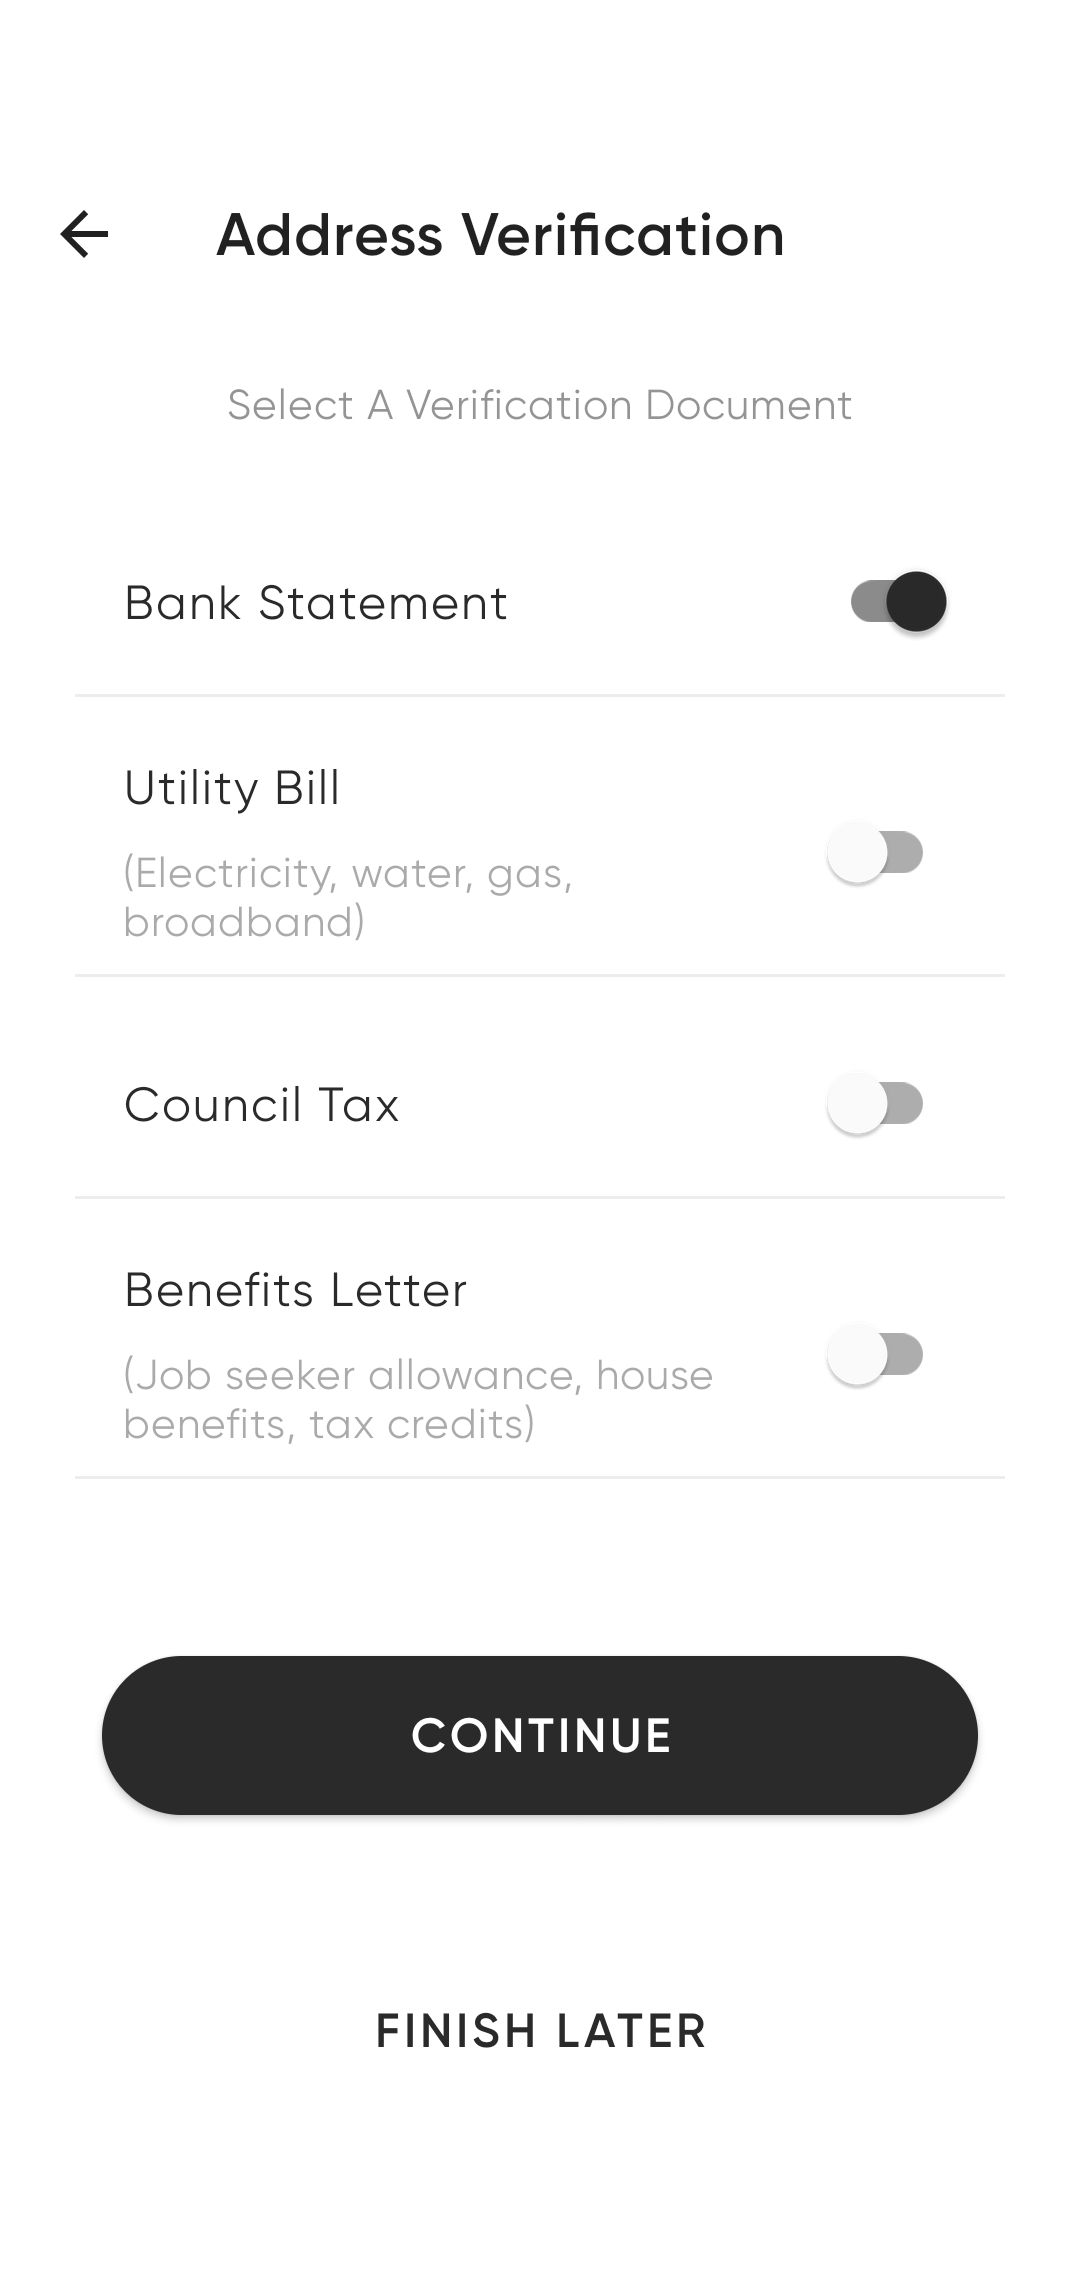 Address Verification
Select A Verification Document
Bank Statement
Utility Bill
(Electricity, water, gas,
broadband)
Council Tax
Benefits Letter
(Job seeker allowance, house
benefits, tax credits)
CONTINUE
FINISH LATER